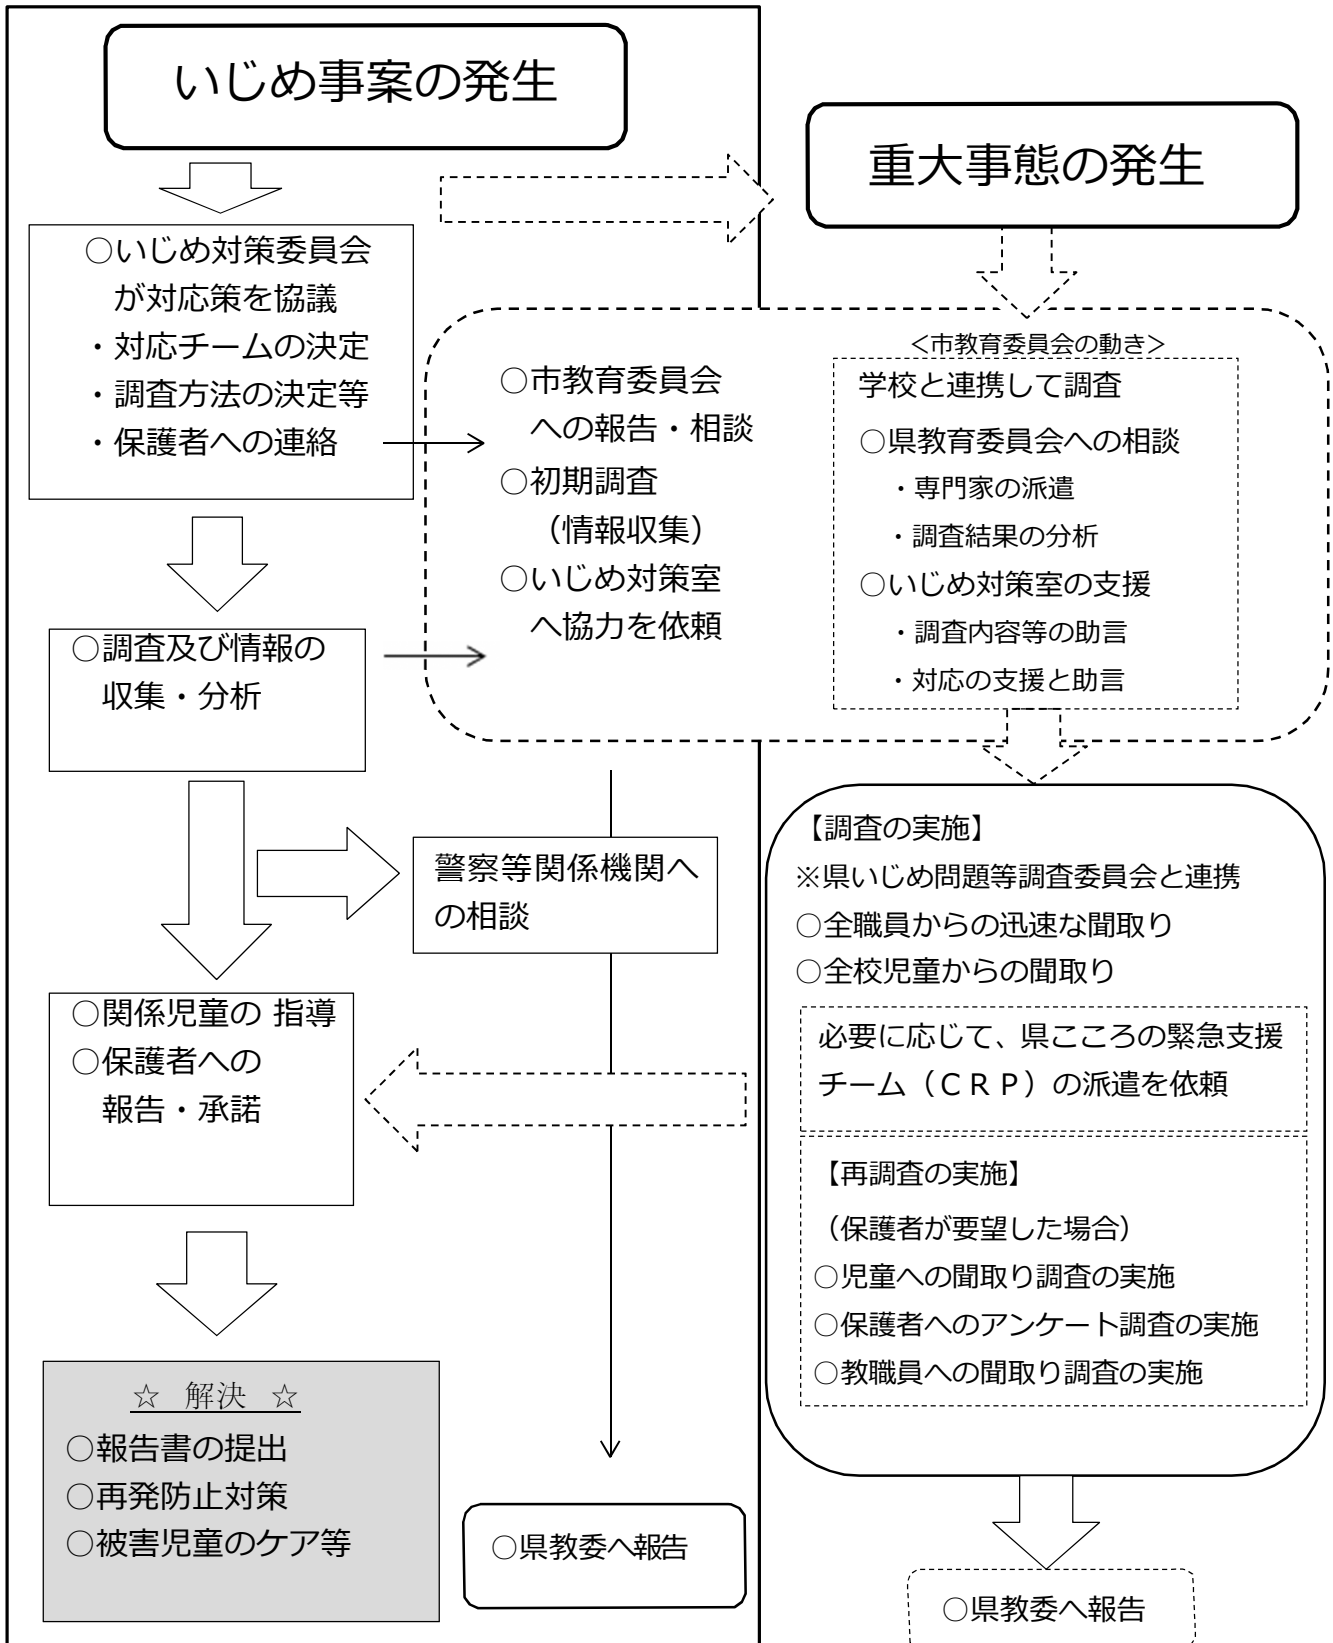 いじめ事案の発生
○いじめ対策委員会
が対応策を協議
・対応チームの決定
・調査方法の決定等
・保護者への連絡
○調査及び情報の
収集・分析
警察等関係機関へ
の相談
○関係児童の 指導
○保護者への
報告・承諾
☆ 解決 ☆
○報告書の提出
○再発防止対策
○被害児童のケア等
○市教育委員会
への報告・相談
○初期調査
（情報収集）
○いじめ対策室
へ協力を依頼
○県教委へ報告
重大事態の発生
＜市教育委員会の動き＞
学校と連携して調査
○県教育委員会への相談
・専門家の派遣
・調査結果の分析
○いじめ対策室の支援
・調査内容等の助言
・対応の支援と助言
【調査の実施】
※県いじめ問題等調査委員会と連携
○全職員からの迅速な聞取り
○全校児童からの聞取り
必要に応じて、県こころの緊急支援
チーム（ＣＲＰ）の派遣を依頼
【再調査の実施】
（保護者が要望した場合）
○児童への聞取り調査の実施
○保護者へのアンケート調査の実施
○教職員への聞取り調査の実施
○県教委へ報告